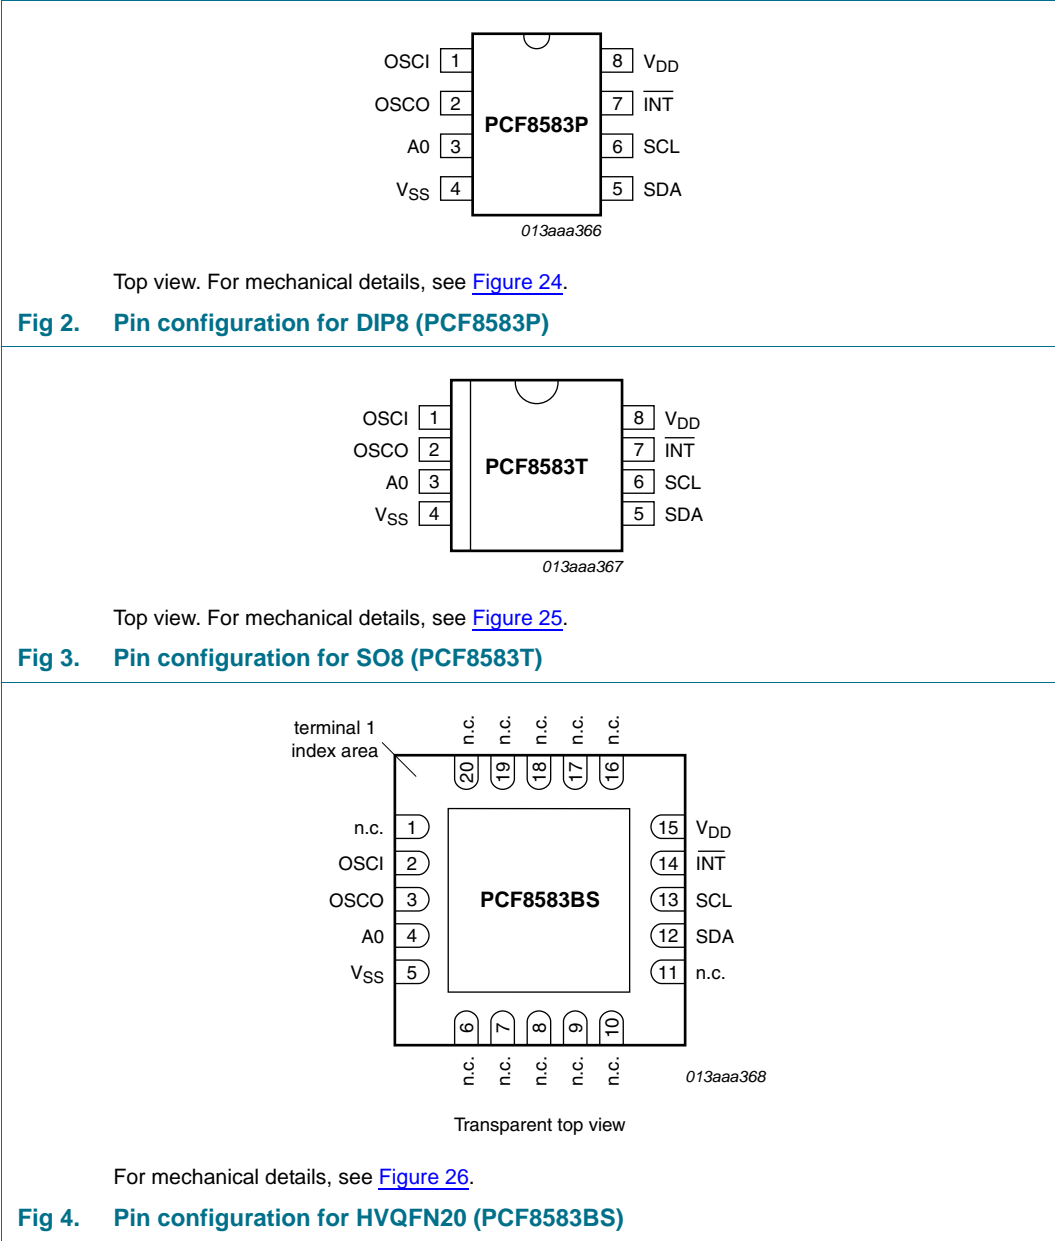 OSCI 1 8 VDD
OSCO 2 7 INT
PCF8583P
A0 3 6 SCL
VSS 4 5 SDA
013aaa366
Top view. For mechanical details, see Figure 24.
Fig 2. Pin configuration for DIP8 (PCF8583P)
OSCI 1 8 VDD
OSCO 2 7 INT
PCF8583T
A0 3 6 SCL
VSS 4 5 SDA
013aaa367
Top view. For mechanical details, see Figure 25.
Fig 3. Pin configuration for SO8 (PCF8583T)
terminal 1
index area
n.c. n.c. n.c. n.c. n.c.
20 19 18 17 16
n.c. 1 15 VDD
OSCI 2 14 INT
OSCO 3 PCF8583BS 13 SCL
A0 4 12 SDA
VSS 5 11 n.c.
6 7 8 9 10
n.c. n.c. n.c. n.c. n.c.
013aaa368
Transparent top view
For mechanical details, see Figure 26.
Fig 4. Pin configuration for HVQFN20 (PCF8583BS)